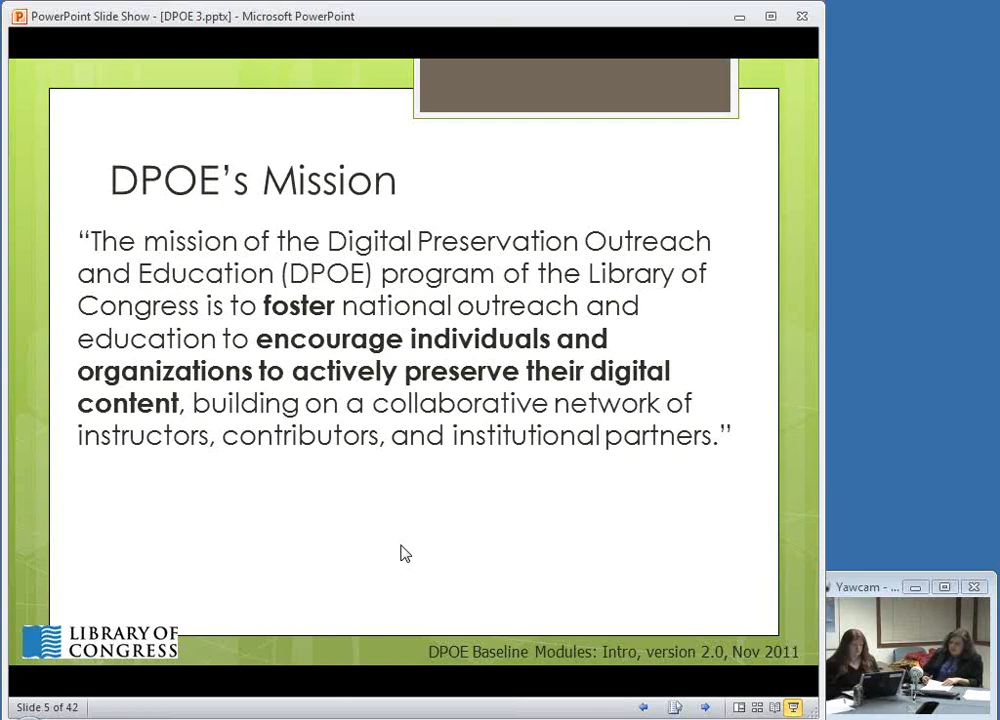 PowerPoint Slide Show - [DPOE 3.pptx] - Microsoft PowerPoint
DPOE’s Mission
“The mission of the Digital Preservation Outreach
and Education (DPOE) program of the Library of
Congress is to foster national outreach and
education to encourage individuals and
organizations to actively preserve their digital
content, building on a collaborative network of
instructors, contributors, and institutional partners.”
LIBRARY OF
CONGRESS
DPOE Baseline Modules: Intro, version 2.0, Nov 2011
Yawcam - ...
Slide 5 of 42